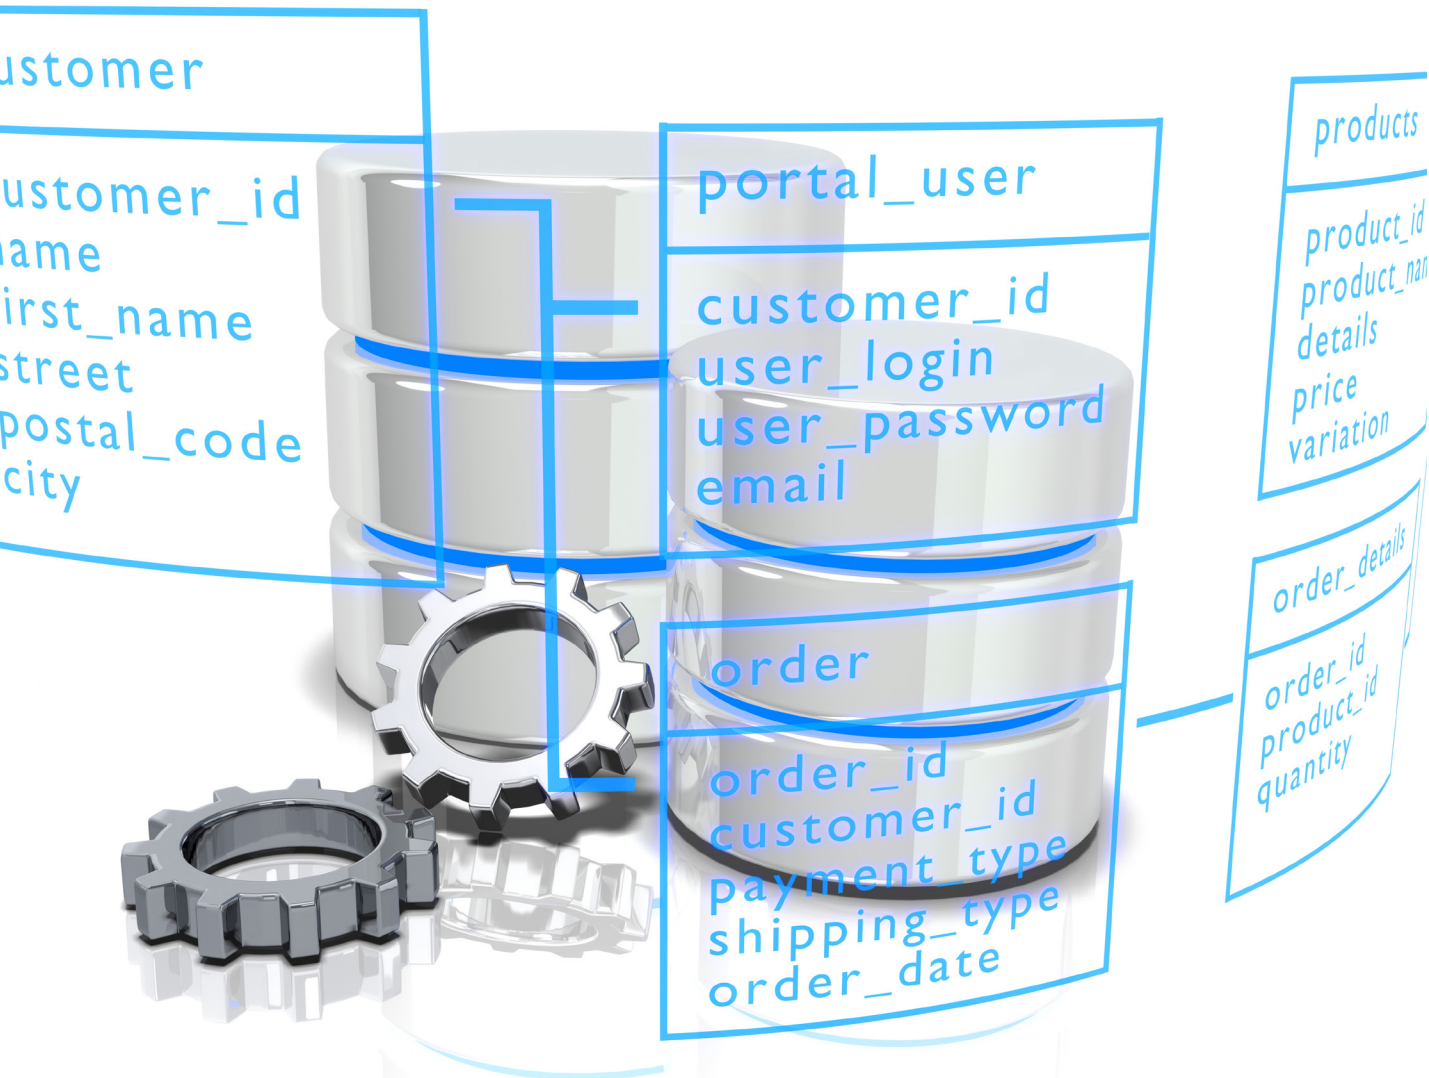 ustomer
ustomer_id
ame
irst_name
street
postal_code
city
portal_user
customer_id
user_login
user_password
email
order
order_id
customer_id
payment_type
shipping_type
order_date
products
product_id
product_nam
details
price
variation
order_details
order_id
product_id
quantity